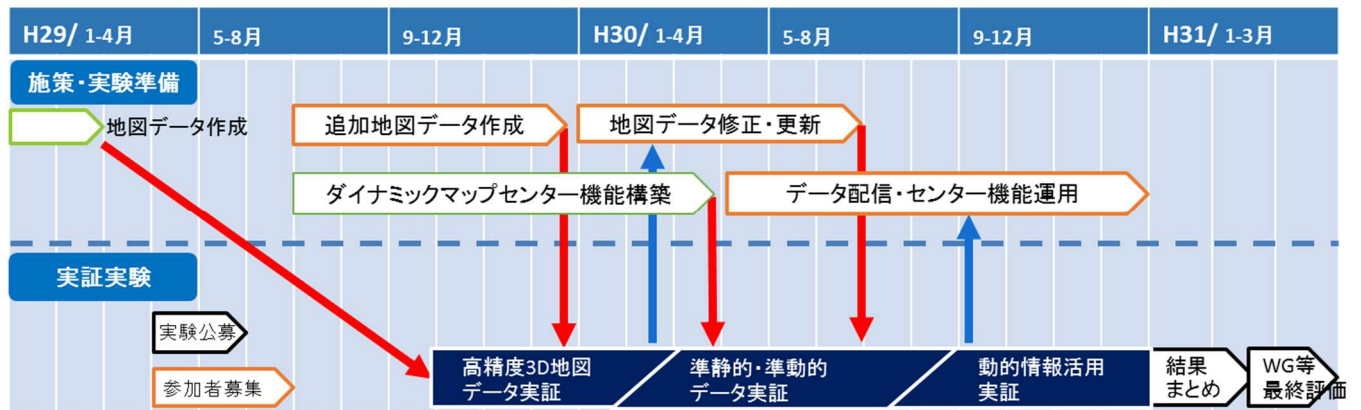 H29/ 1-4月 5-8月 9-12月 H30/ 1-4月 5-8月 9-12月 H31/ 1-3月
施策・実験準備
地図データ作成
追加地図データ作成
地図データ修正・更新
ダイナミックマップセンター機能構築
データ配信・センター機能運用
実証実験
実験公募
参加者募集
高精度3D地図
データ実証
準静的・準動的
データ実証
動的情報活用
実証
結果
まとめ
WG等
最終評価